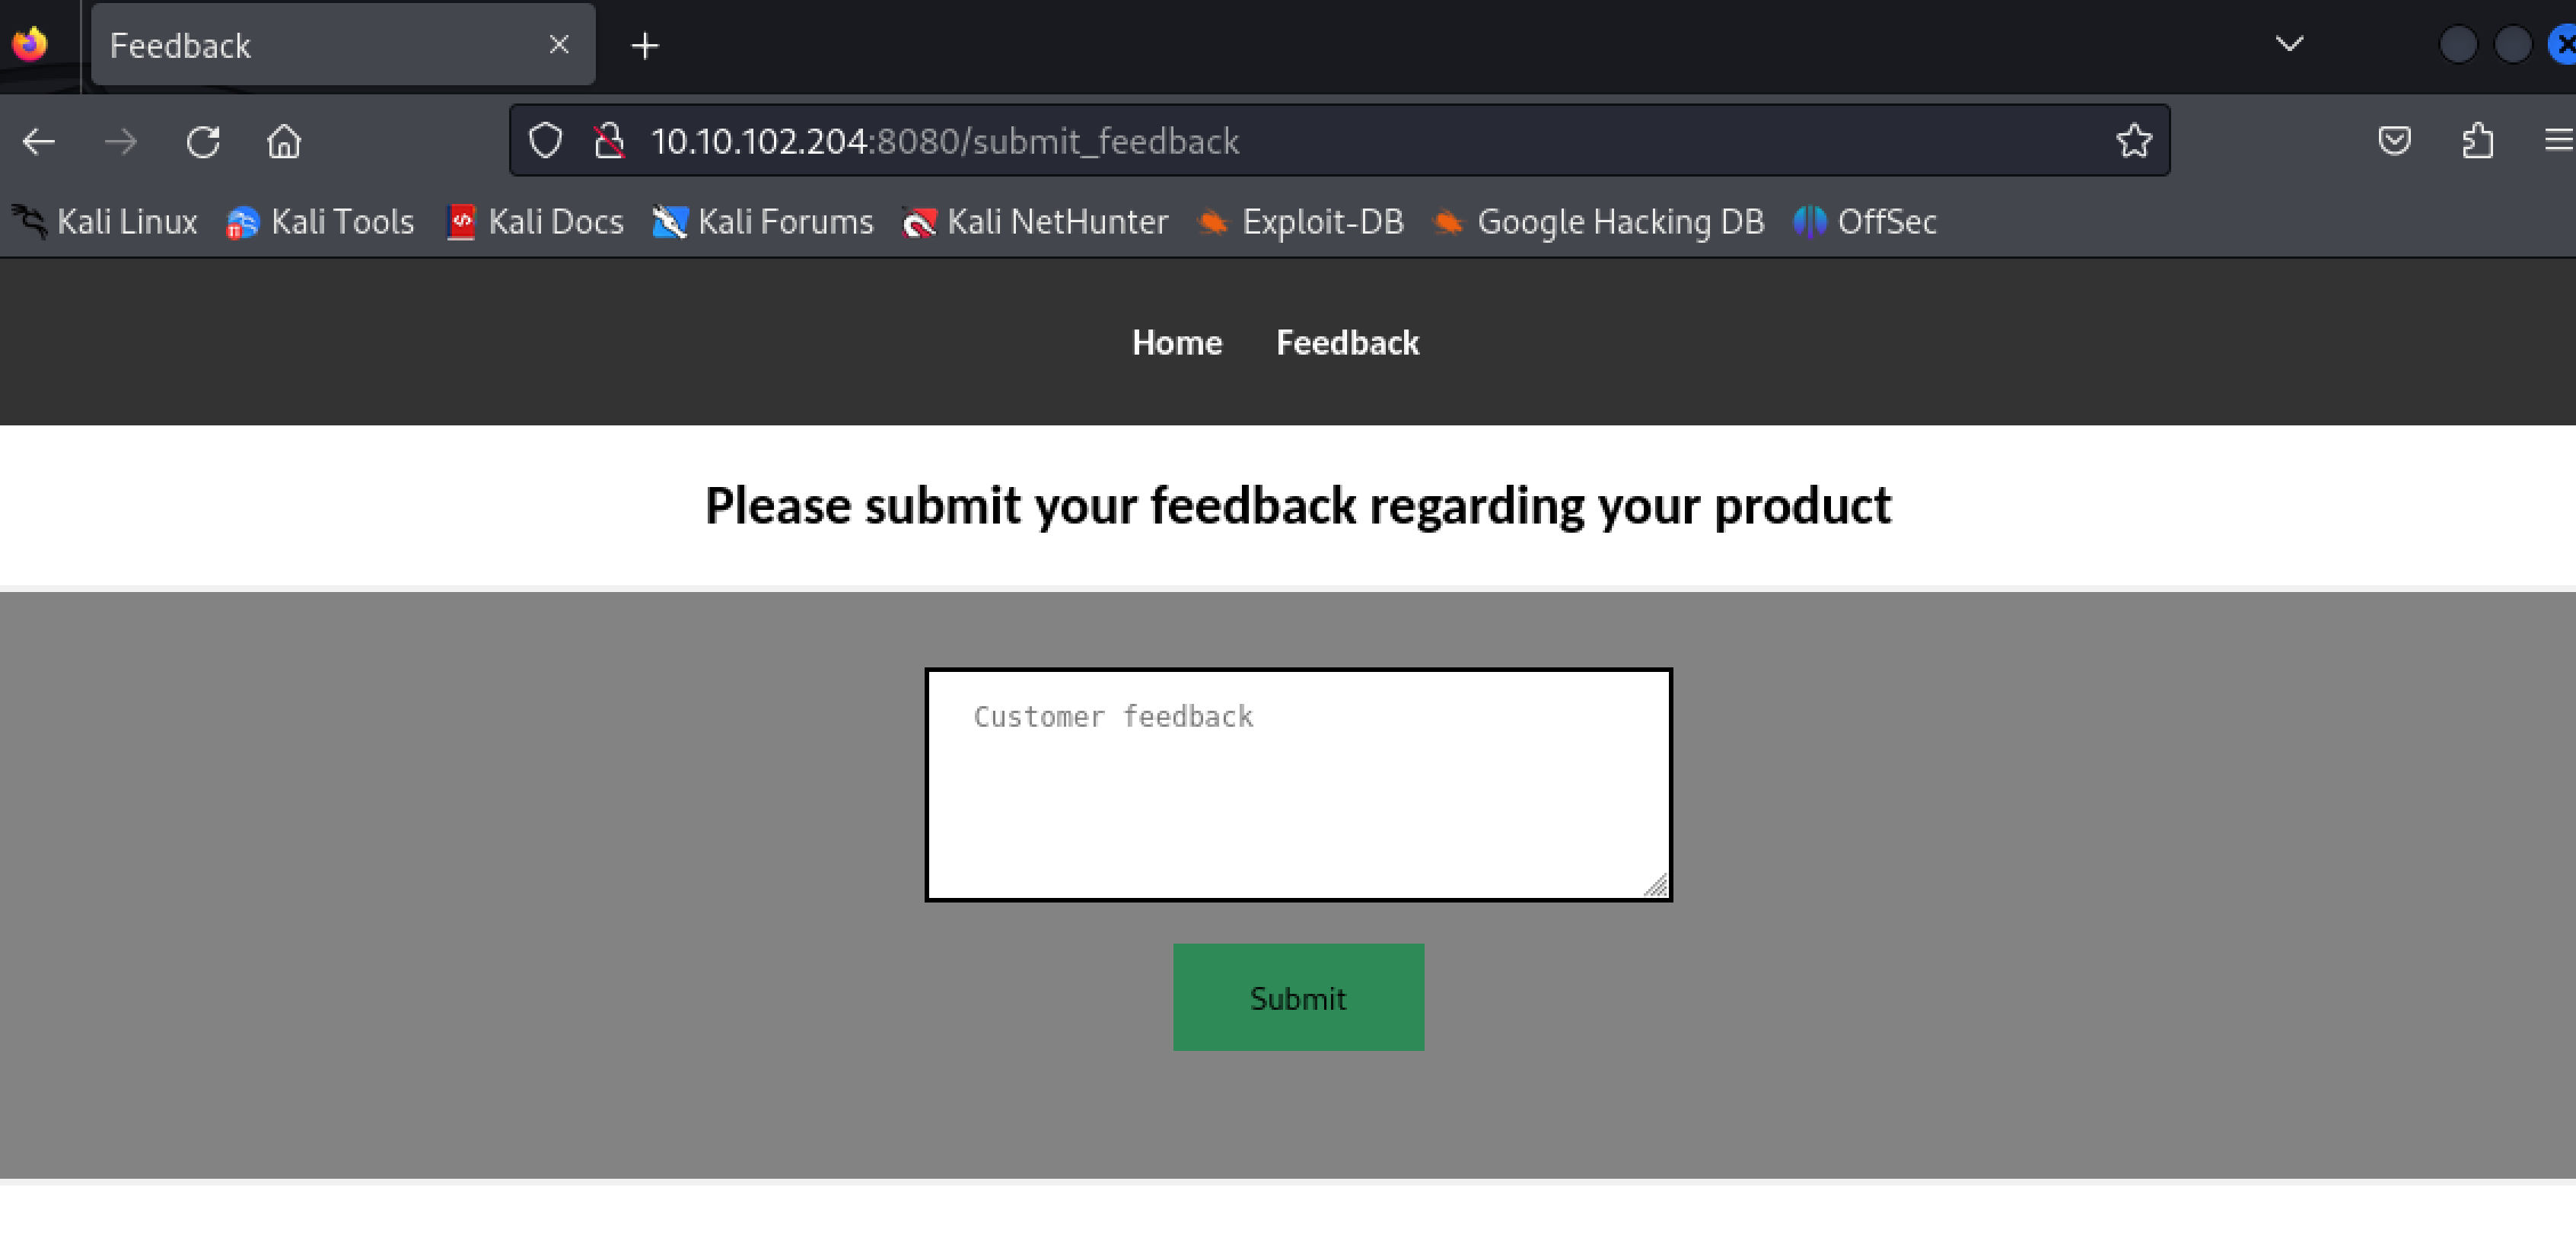 Feedback
10.10.102.204:8080/submit_feedback
Kali Linux Kali Tools Kali Docs Kali Forums Kali NetHunter Exploit-DB Google Hacking DB OffSec
Home Feedback
Please submit your feedback regarding your product
Customer feedback
Submit